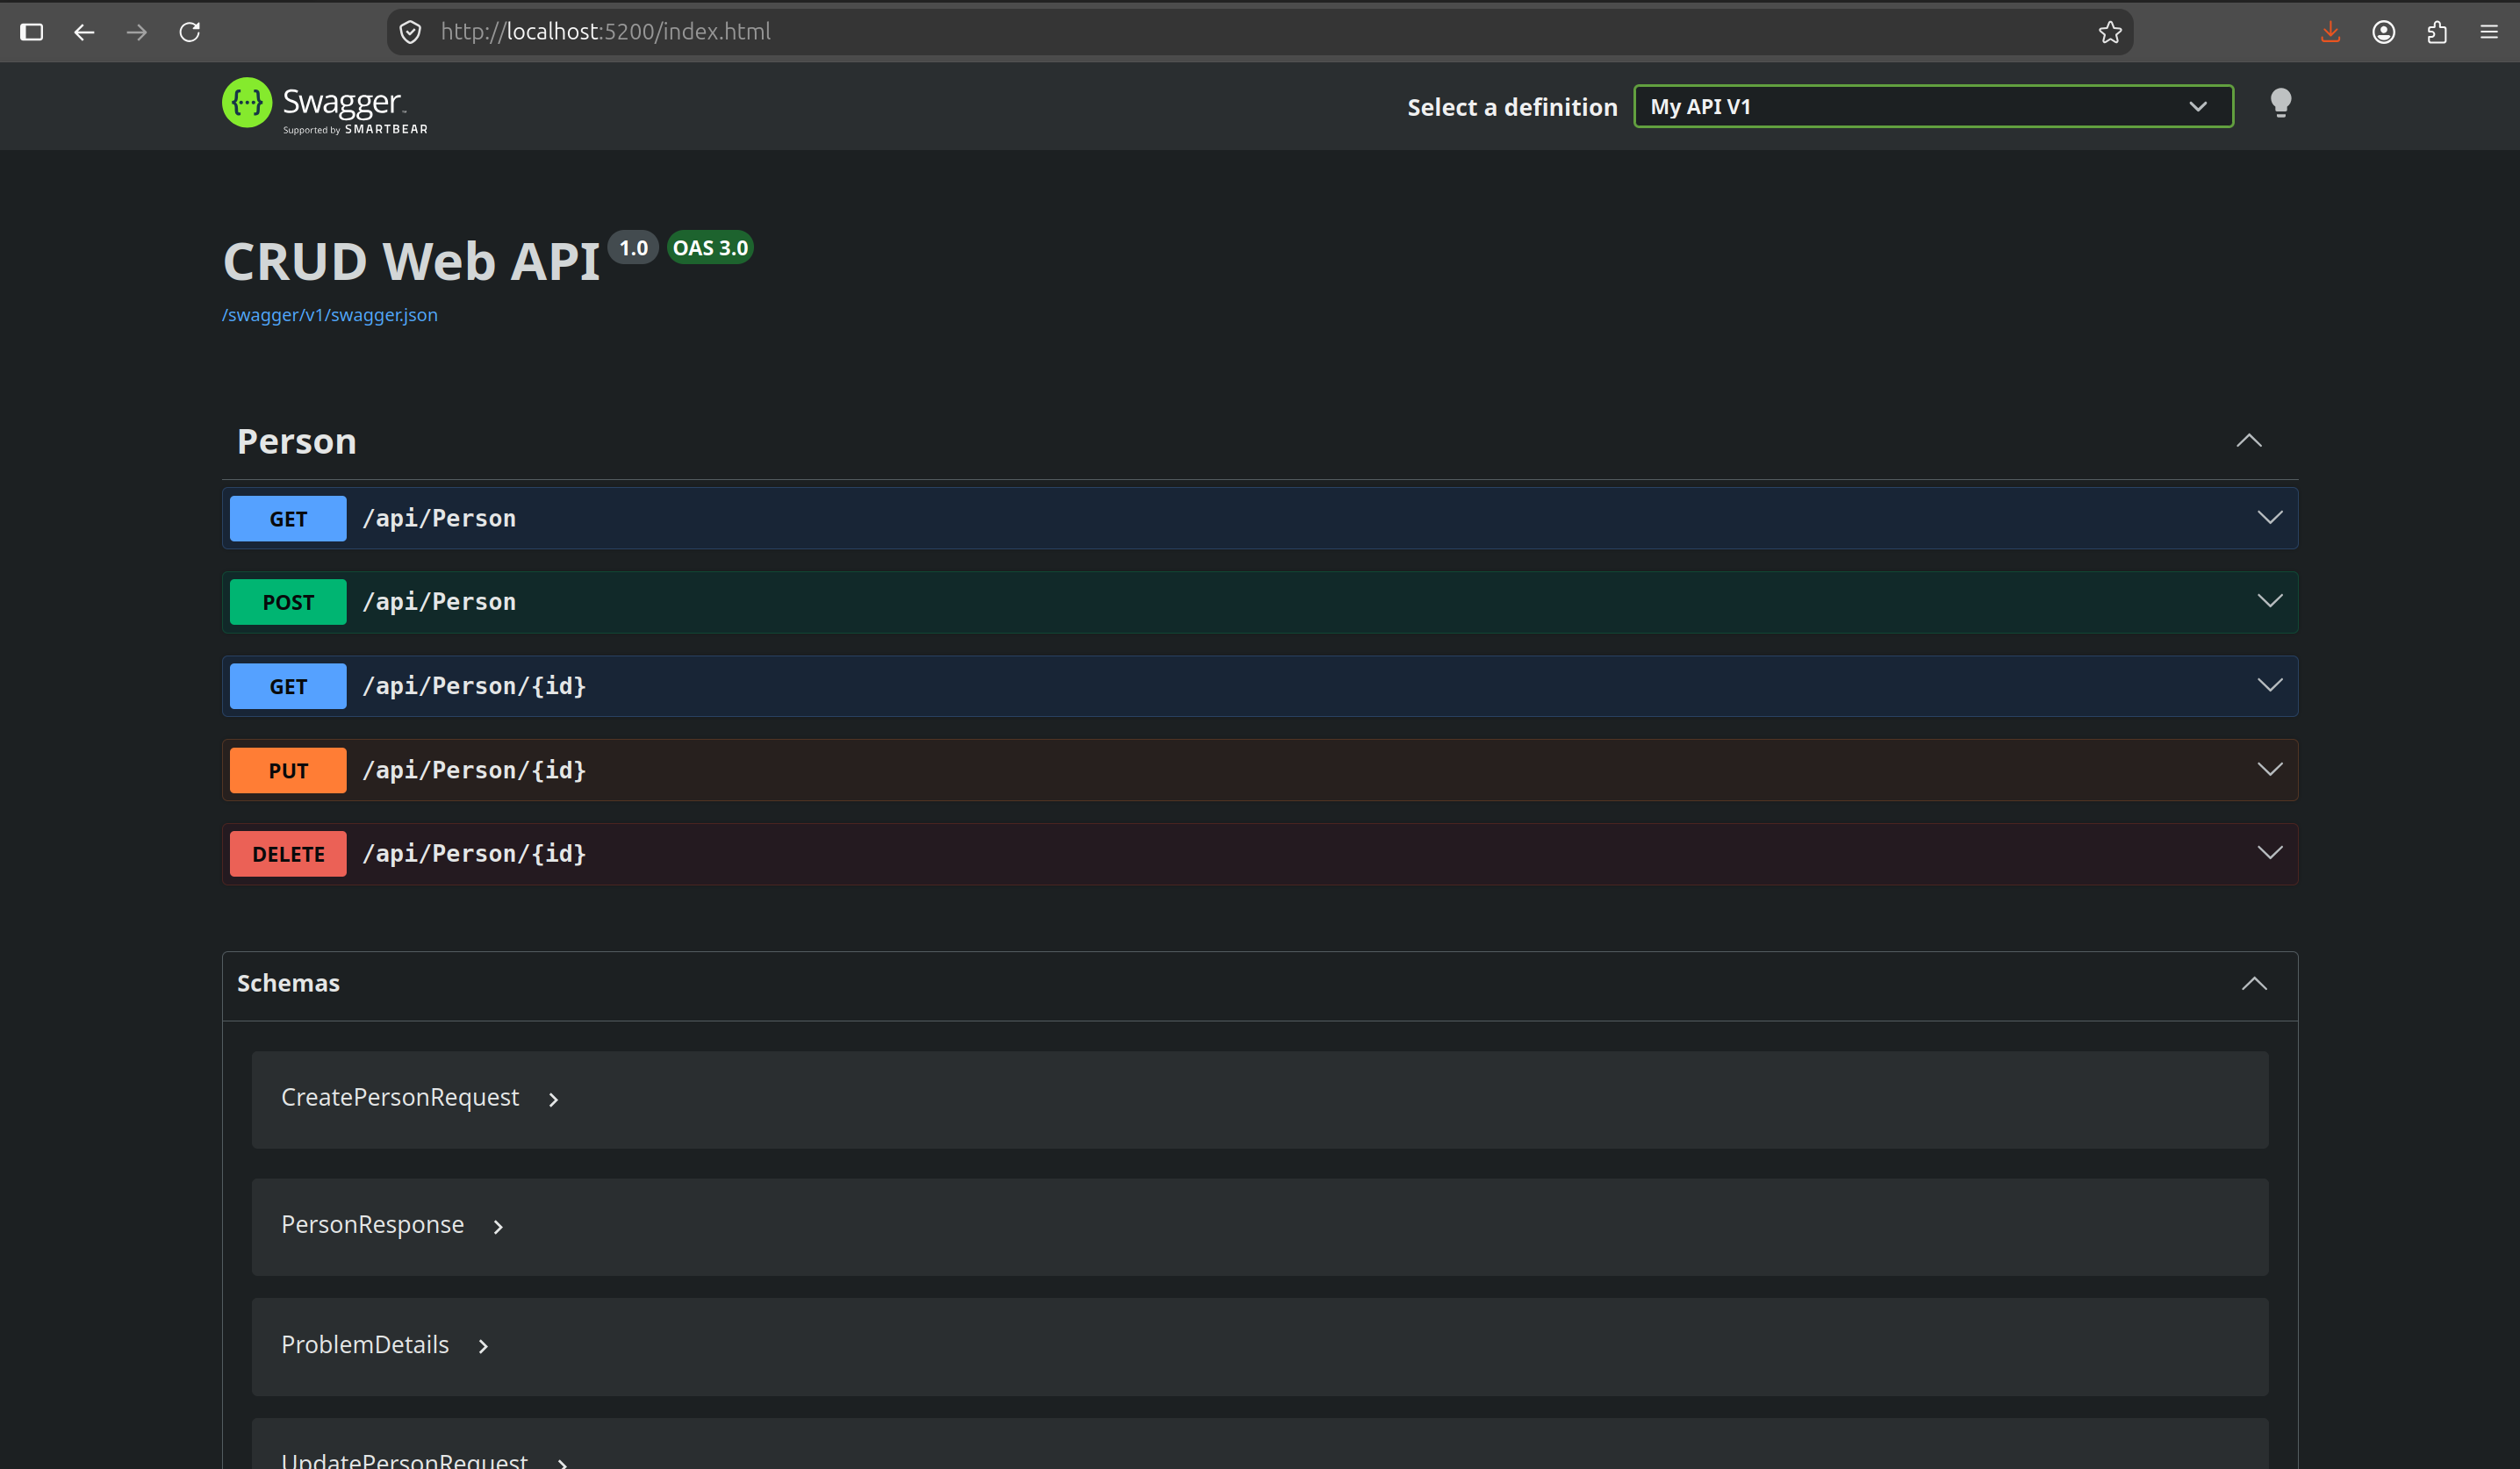 http://localhost:5200/index.html
Swagger
Supported by SMARTBEAR
Select a definition
My API V1
CRUD Web API 1.0 OAS 3.0
/swagger/v1/swagger.json
Person
GET /api/Person
POST /api/Person
GET /api/Person/{id}
PUT /api/Person/{id}
DELETE /api/Person/{id}
Schemas
CreatePersonRequest
PersonResponse
ProblemDetails
UpdatePersonRequest